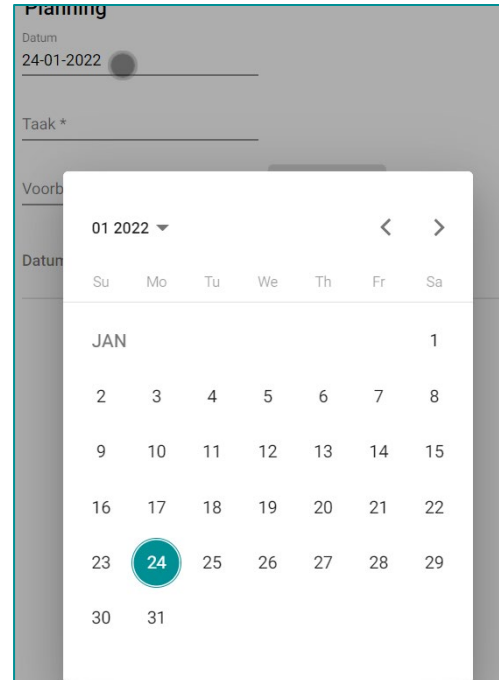 Planning
Datum
24-01-2022
Taak *
Voorb
Datum
01 2022
Su Mo Tu We Th Fr Sa
JAN 1
2 3 4 5 6 7 8
9 10 11 12 13 14 15
16 17 18 19 20 21 22
23 24 25 26 27 28 29
30 31